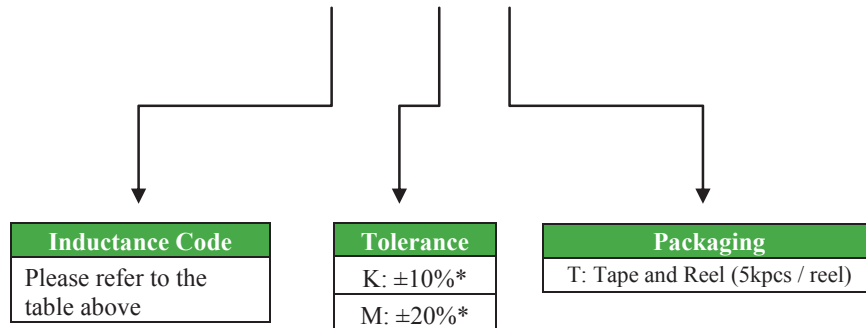 Inductance Code
Please refer to the
table above
Tolerance
K: ±10%*
M: ±20%*
Packaging
T: Tape and Reel (5kpcs / reel)